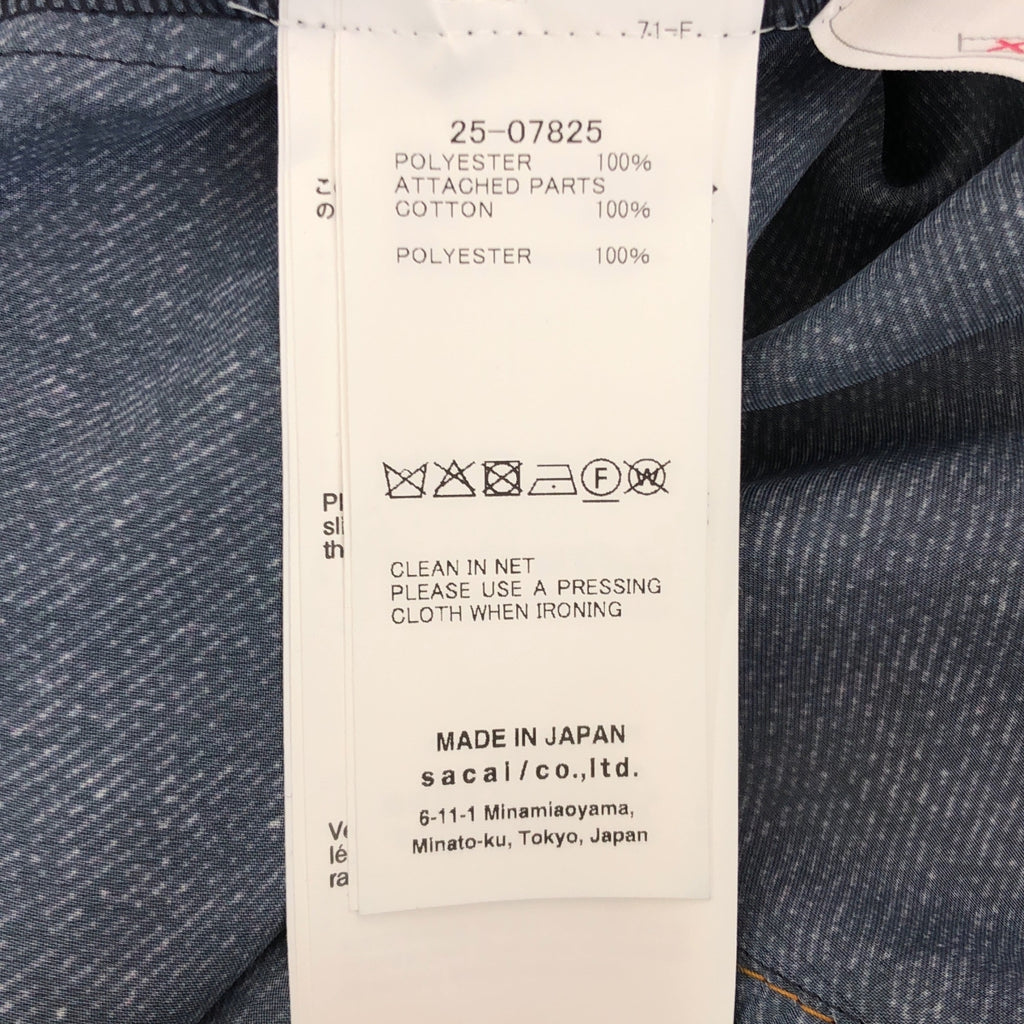 71-F
25-07825
POLYESTER 100%
ATTACHED PARTS
COTTON 100%
POLYESTER 100%
F
W
CLEAN IN NET
PLEASE USE A PRESSING
CLOTH WHEN IRONING
MADE IN JAPAN
sacai/co.,ltd.
6-11-1 Minamiaoyama,
Minato-ku, Tokyo, Japan